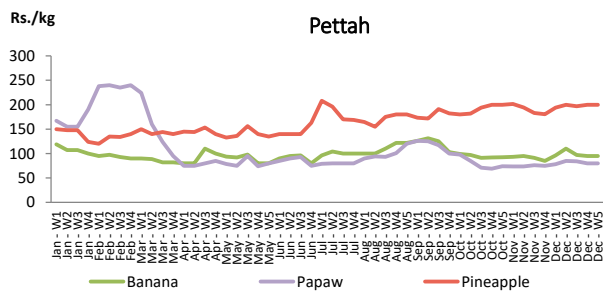 Rs./kg
Pettah
300
250
200
150
100
50
0
Jan - W1
Jan - W2
Jan - W3
Jan - W4
Feb - W1
Feb - W2
Feb - W3
Feb - W4
Mar - W1
Mar - W2
Mar - W3
Mar - W4
Apr - W1
Apr - W2
Apr - W3
Apr - W4
May - W1
May - W2
May - W3
May - W4
May - W5
Jun - W1
Jun - W2
Jun - W3
Jun - W4
Jul - W1
Jul - W2
Jul - W3
Jul - W4
Aug - W1
Aug - W2
Aug - W3
Aug - W4
Aug - W5
Sep - W1
Sep - W2
Sep - W3
Sep - W4
Oct - W1
Oct - W2
Oct - W3
Oct - W4
Nov - W1
Nov - W2
Nov - W3
Nov - W4
Dec - W1
Dec - W2
Dec - W3
Dec - W4
Dec - W5
Banana
Papaw
Pineapple